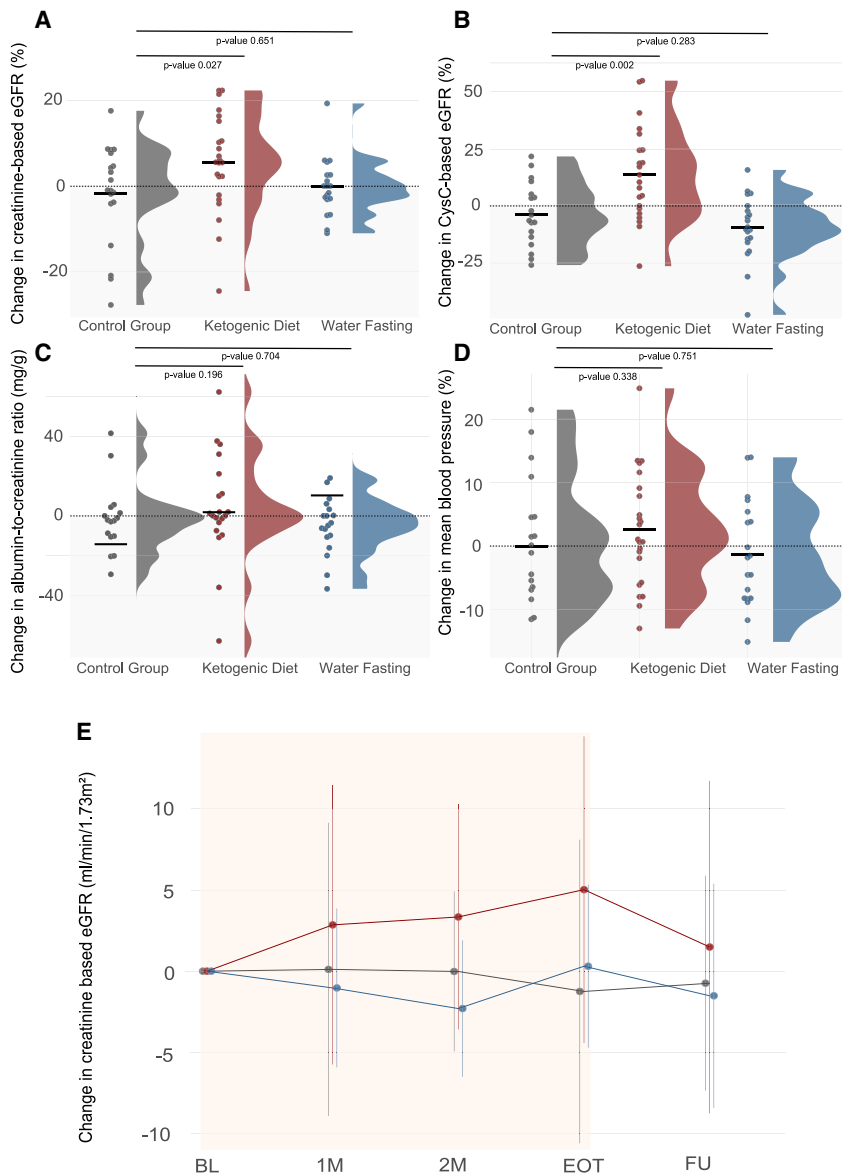 A
p-value 0.651
p-value 0.027
Change in creatinine-based eGFR (%)
20
0
-20
Control Group
Ketogenic Diet
Water Fasting
B
p-value 0.283
p-value 0.002
Change in CysC-based eGFR (%)
50
25
0
-25
Control Group
Ketogenic Diet
Water Fasting
C
p-value 0.704
p-value 0.196
Change in albumin-to-creatinine ratio (mg/g)
40
0
-40
Control Group
Ketogenic Diet
Water Fasting
D
p-value 0.751
p-value 0.338
Change in mean blood pressure (%)
20
10
0
-10
Control Group
Ketogenic Diet
Water Fasting
E
Change in creatinine based eGFR (ml/min/1.73m²)
10
5
0
-5
-10
BL
1M
2M
EOT
FU